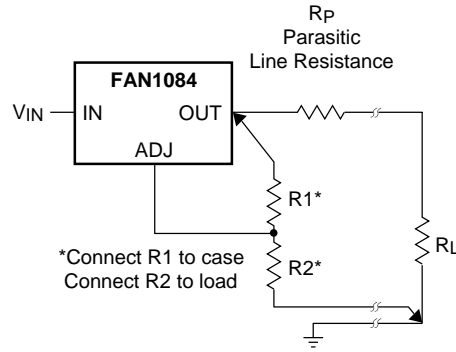 RP
Parasitic
Line Resistance
FAN1084
VIN
IN
OUT
ADJ
R1*
*Connect R1 to case
Connect R2 to load
R2*
RL